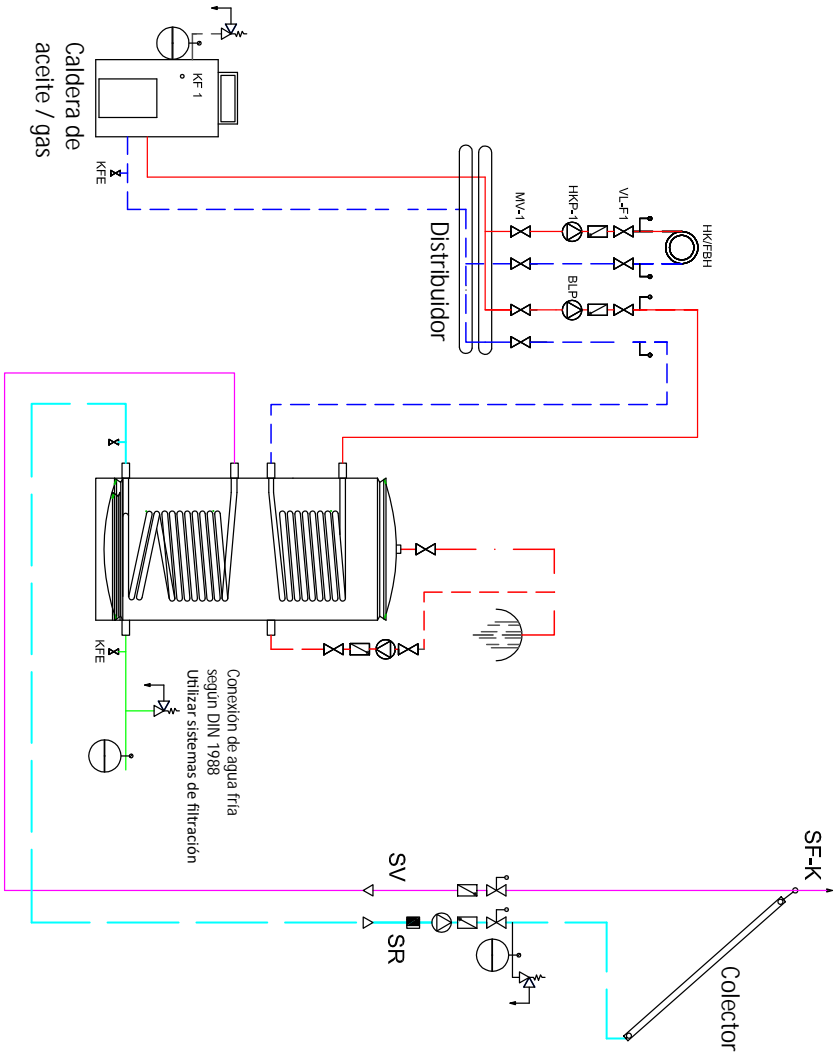 Caldera de
aceite / gas
KF 1
KFE
Distribuidor
MV-1
HKP-1
VL-F1
HK/FBH
BLP
KFE
Conexión de agua fría
según DIN 1988
Utilizar sistemas de filtración
SV
SR
SF-K
Colector